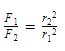 F₁/F₂ = r₂²/r₁²